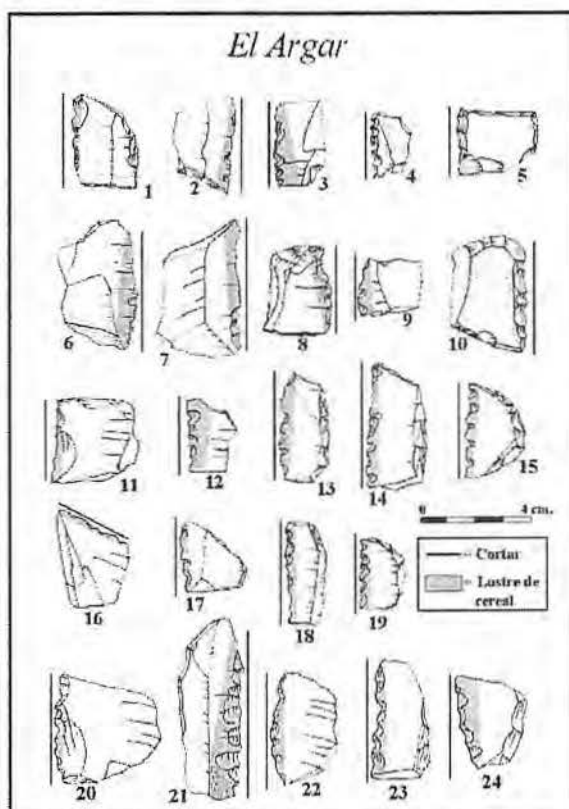 El Argar
1 2 3 4 5
6 7 8 9 10
11 12 13 14 15
0 4 cm.
Cortar
Lustre de
cereal
16 17 18 19
20 21 22 23 24